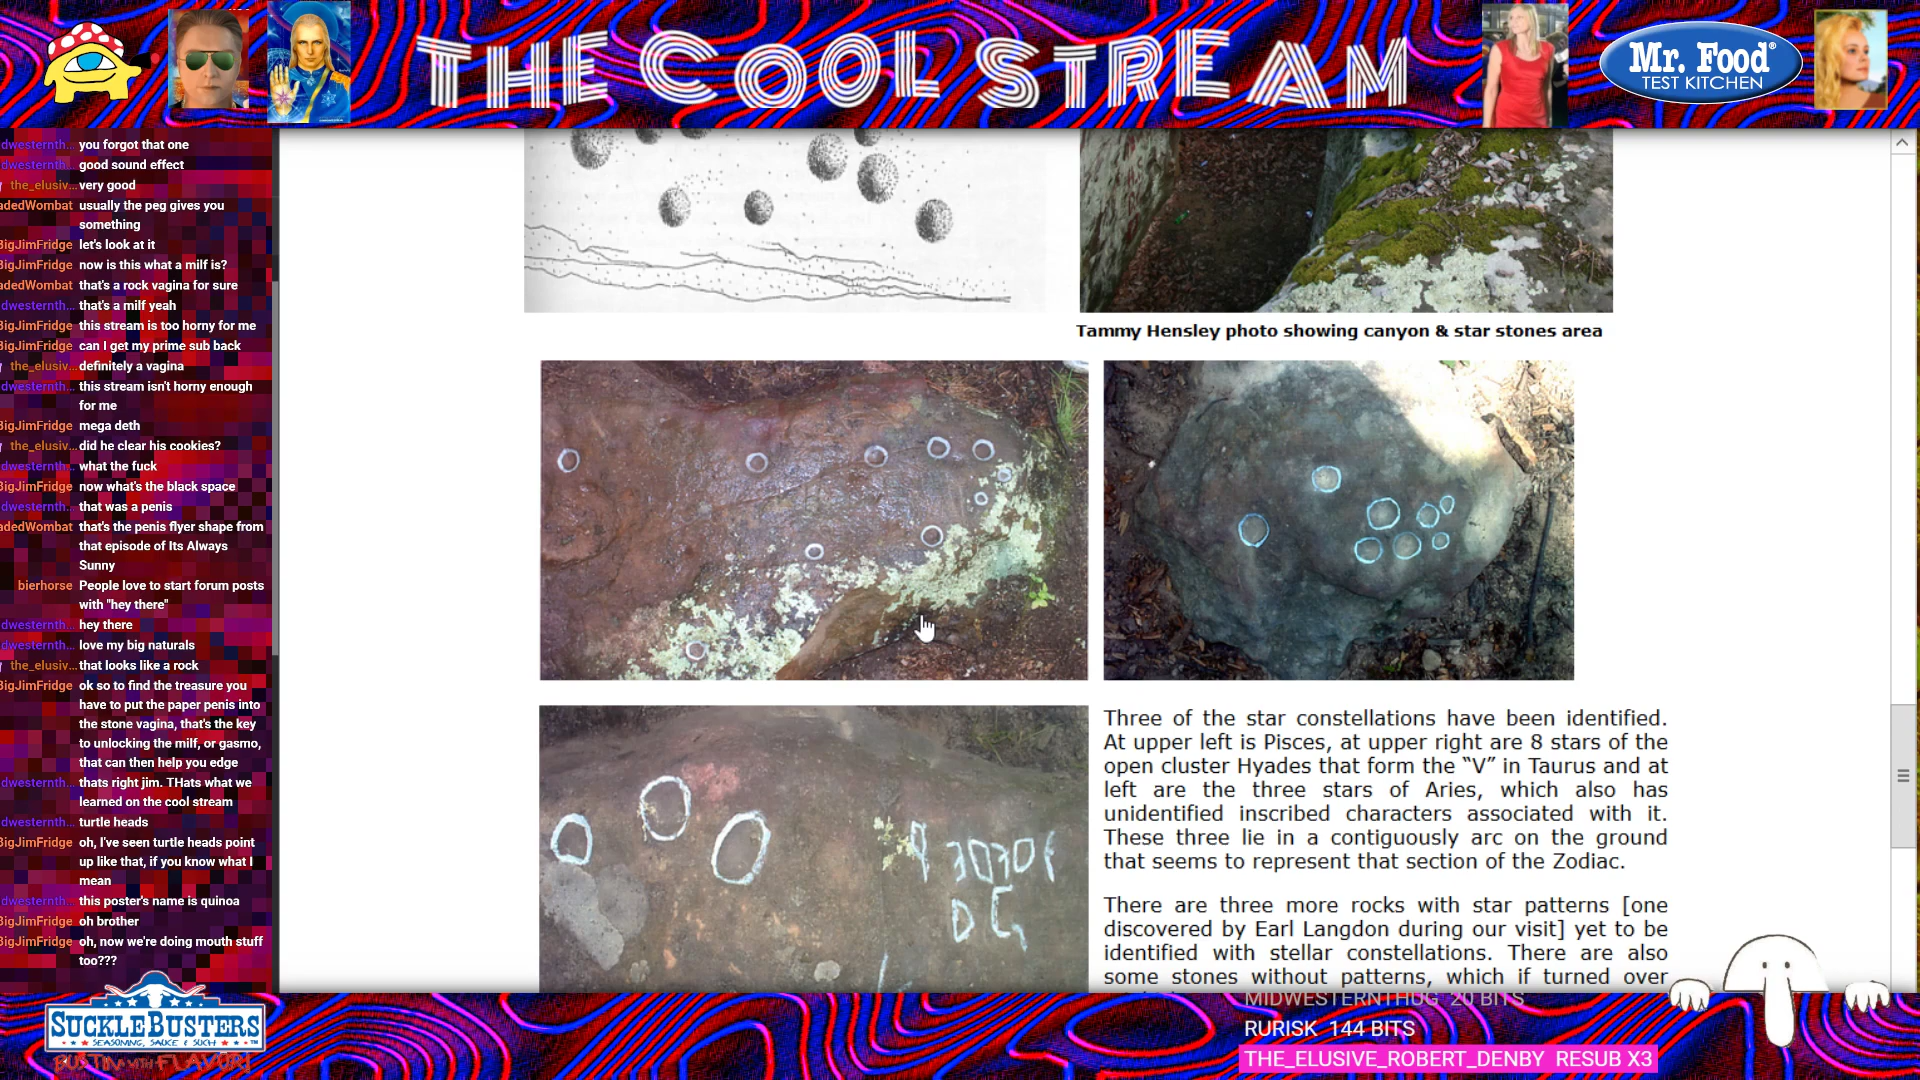 THE COOL STREAM
Mr. Food®
TEST KITCHEN
you forgot that one
good sound effect
very good
usually the peg gives you
something
BigJimFridge let's look at it
BigJimFridge now is this what a milf is?
that's a rock vagina for sure
that's a milf yeah
BigJimFridge this stream is too horny for me
BigJimFridge can I get my prime sub back
the_elusiv... definitely a vagina
this stream isn't horny enough
for me
BigJimFridge mega deth
the_elusiv... did he clear his cookies?
what the fuck
BigJimFridge now what's the black space
that was a penis
that's the penis flyer shape from
that episode of Its Always
Sunny
bierhorse People love to start forum posts
with "hey there"
hey there
love my big naturals
the_elusiv... that looks like a rock
BigJimFridge ok so to find the treasure you
have to put the paper penis into
the stone vagina, that's the key
to unlocking the milf, or gasmo,
that can then help you edge
thats right jim. THats what we
learned on the cool stream
turtle heads
BigJimFridge oh, I've seen turtle heads point
up like that, if you know what I
mean
this poster's name is quinoa
BigJimFridge oh brother
BigJimFridge oh, now we're doing mouth stuff
too???
Tammy Hensley photo showing canyon & star stones area
Three of the star constellations have been identified.
At upper left is Pisces, at upper right are 8 stars of the
open cluster Hyades that form the “V” in Taurus and at
left are the three stars of Aries, which also has
unidentified inscribed characters associated with it.
These three lie in a contiguously arc on the ground
that seems to represent that section of the Zodiac.
There are three more rocks with star patterns [one
discovered by Earl Langdon during our visit] yet to be
identified with stellar constellations. There are also
some stones without patterns, which if turned over
SUCKLEBUSTERS
SEASONING, SAUCE & SUCH
BUSTIN WITH FLAVOR!
MIDWESTERNTHUG 20 BITS
RURISK 144 BITS
THE_ELUSIVE_ROBERT_DENBY RESUB X3